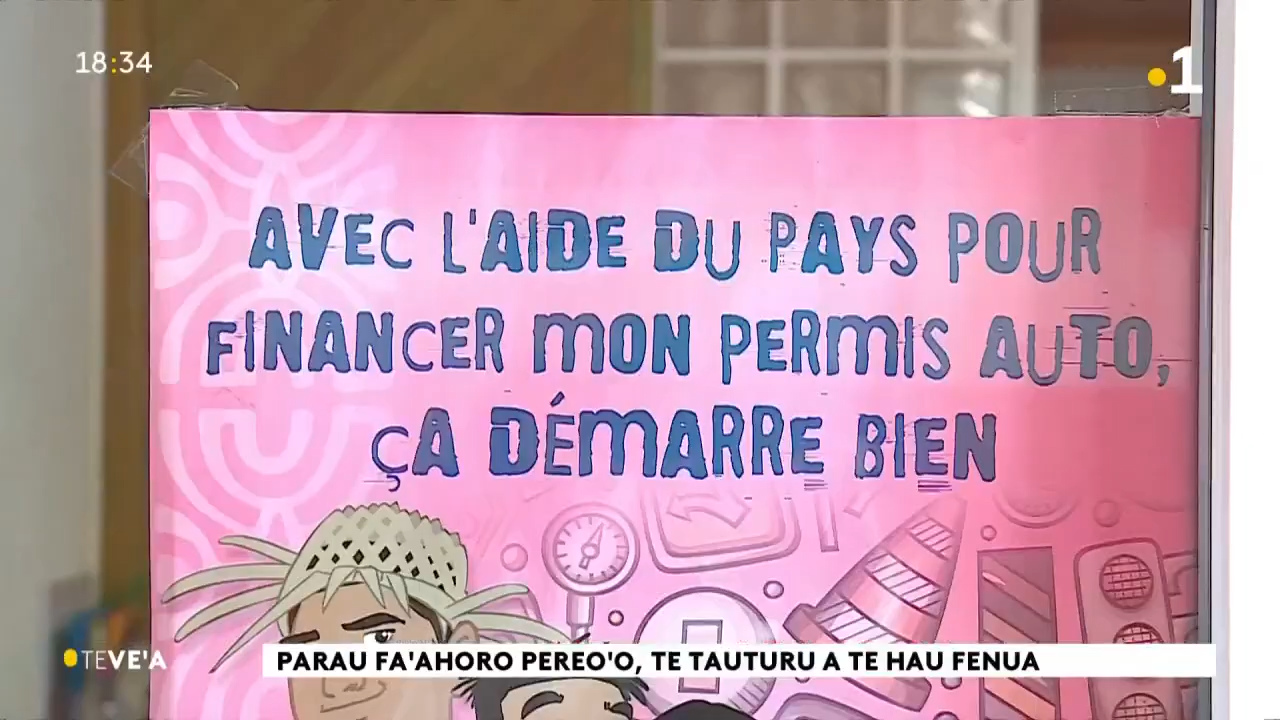 18:34
1
AVEC L'AIDE DU PAYS POUR
FINANCER MON PERMIS AUTO,
ÇA DÉMARRE BIEN
TEVE'A
PARAU FA'AHORO PEREO'O, TE TAUTURU A TE HAU FENUA